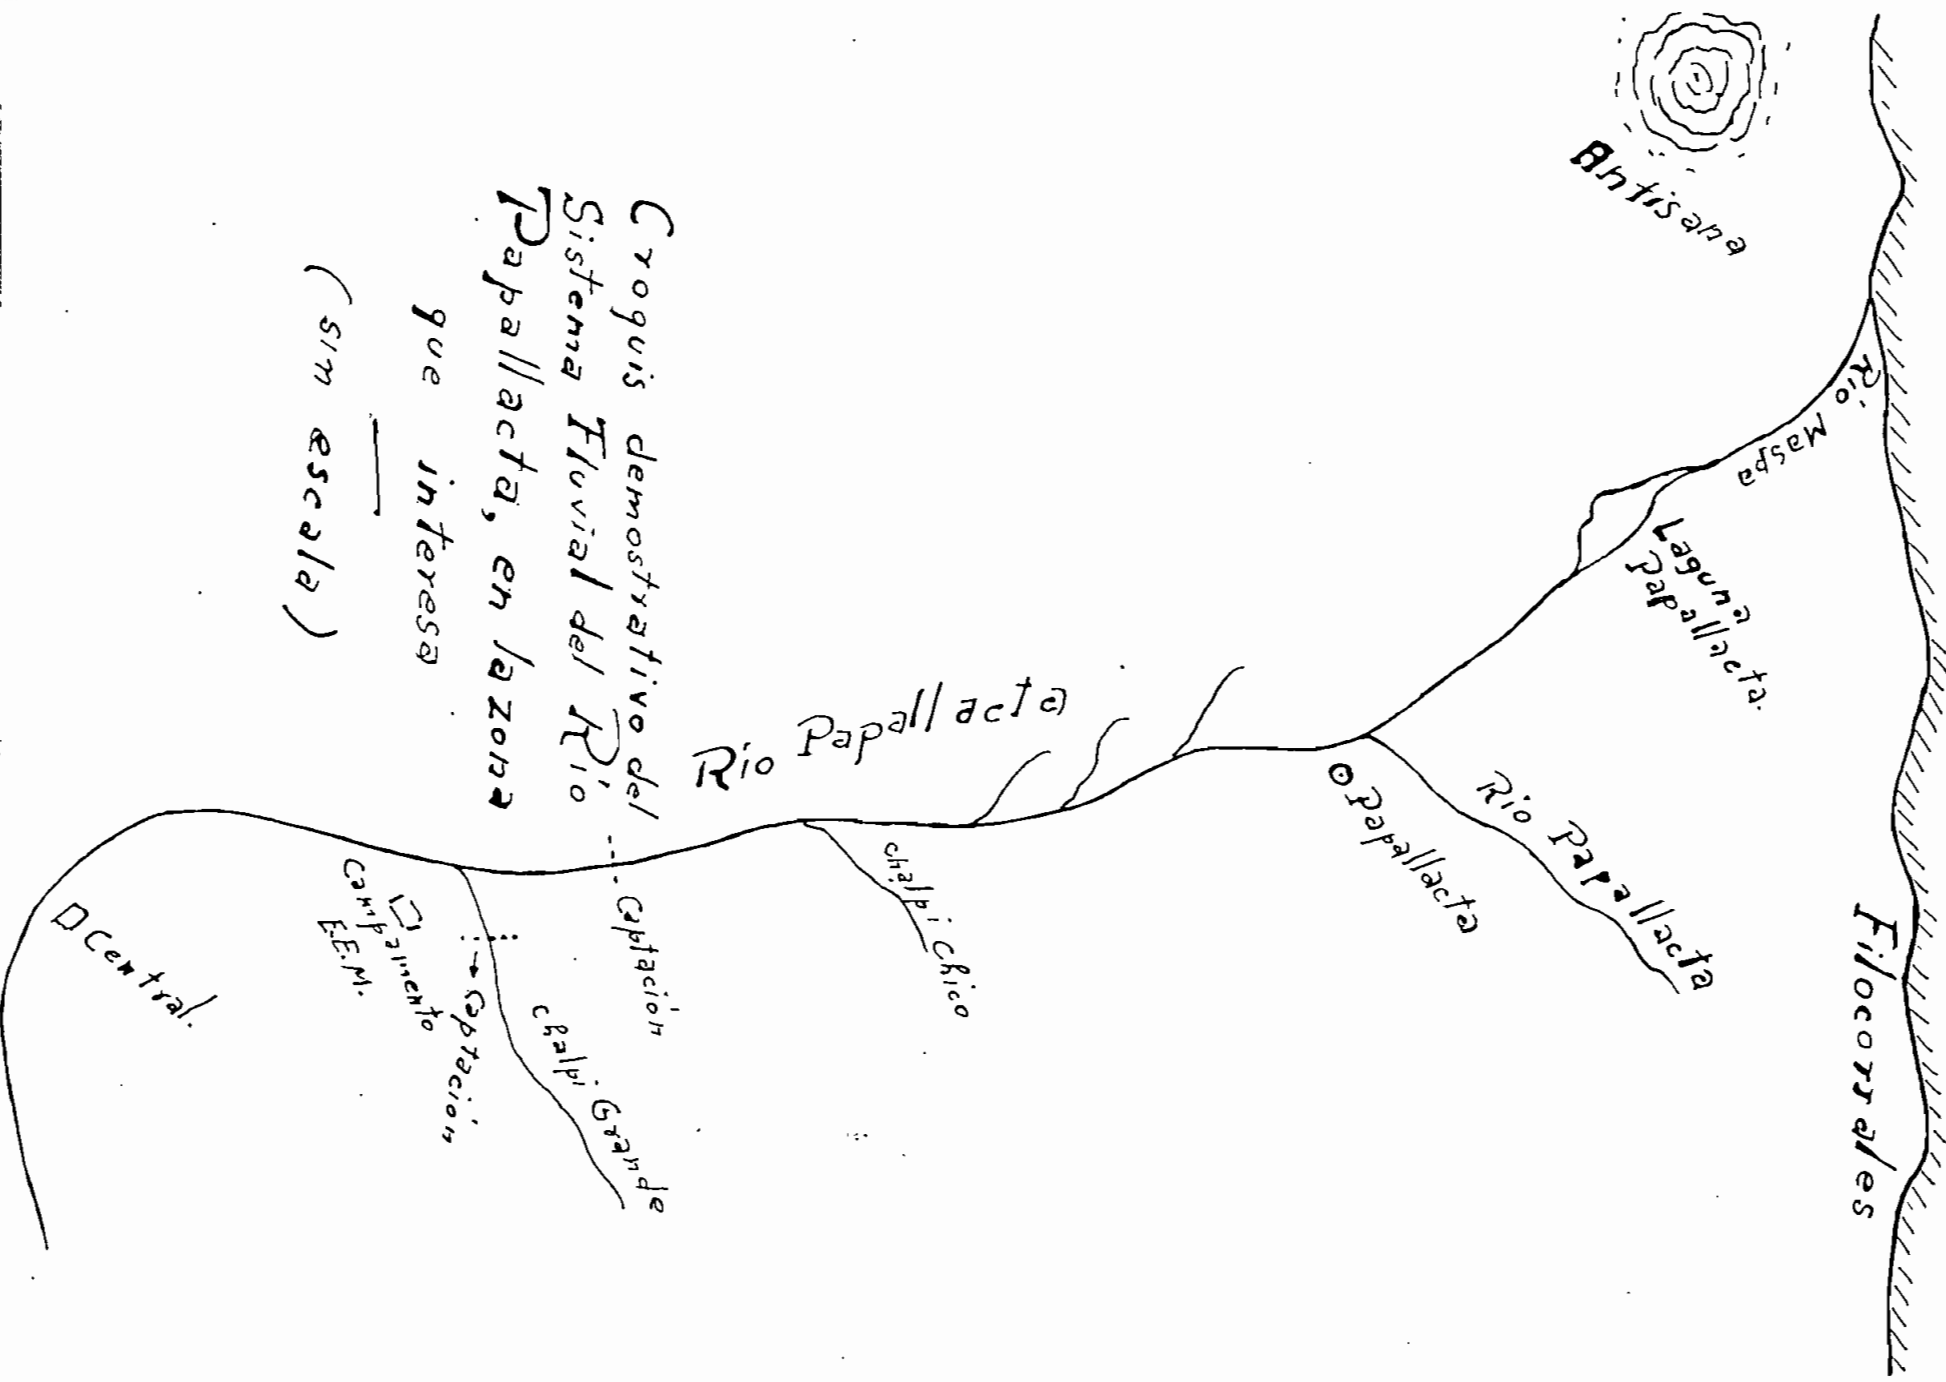 Croquis demostrativo del
Sistema Fluvial del Río
Papallacta, en la zona
que interesa
(sin escala)
Antisana
Río Maspa
Laguna
Papallacta.
Filocorrales
Río Papallacta
Papallacta
Río Papallacta
chalpi chico
Captación
chalpi Grande
Captación
Campamento
E.E.M.
Central.